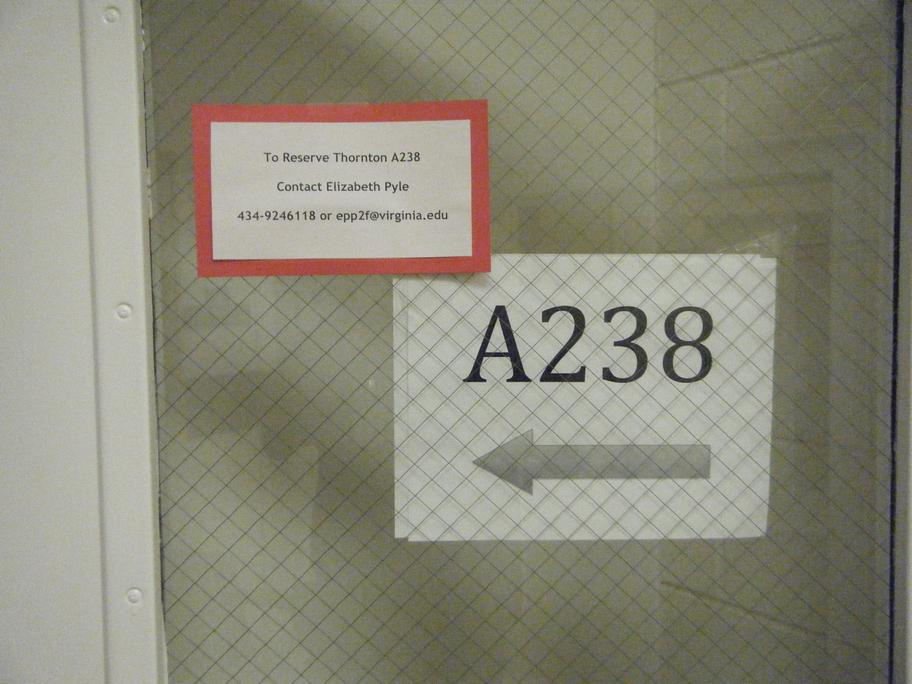 To Reserve Thornton A238
Contact Elizabeth Pyle
434-9246118 or epp2f@virginia.edu
A238